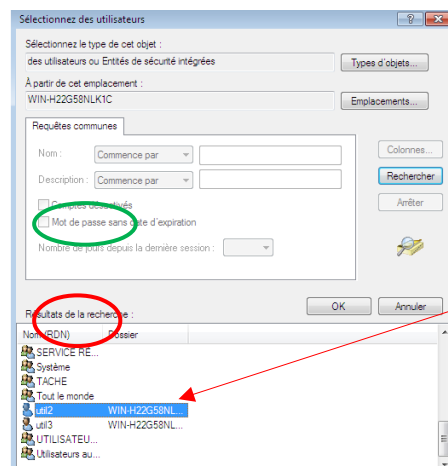 Sélectionnez des utilisateurs
Sélectionnez le type de cet objet :
des utilisateurs ou Entités de sécurité intégrées
Types d'objets...
À partir de cet emplacement :
WIN-H22G58NLK1C
Emplacements...
Requêtes communes
Nom :
Commence par
Colonnes...
Description :
Commence par
Rechercher
Comptes désactivés
Arrêter
Mot de passe sans date d'expiration
Nombre de jours depuis la dernière session :
OK
Annuler
Résultats de la recherche :
Nom (RDN)
Dossier
SERVICE RE...
Système
TACHE
Tout le monde
util2
WIN-H22G58NL...
util3
WIN-H22G58NL...
UTILISATEU...
Utilisateurs au...